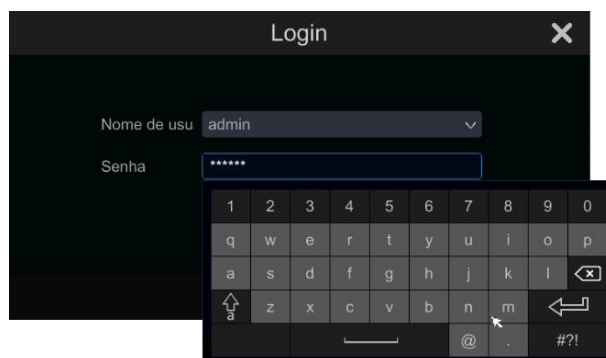 Login
Nome de usu
admin
Senha
******
1 2 3 4 5 6 7 8 9 0
q w e r t y u i o p
a s d f g h j k l
a z x c v b n m
@ . #?!